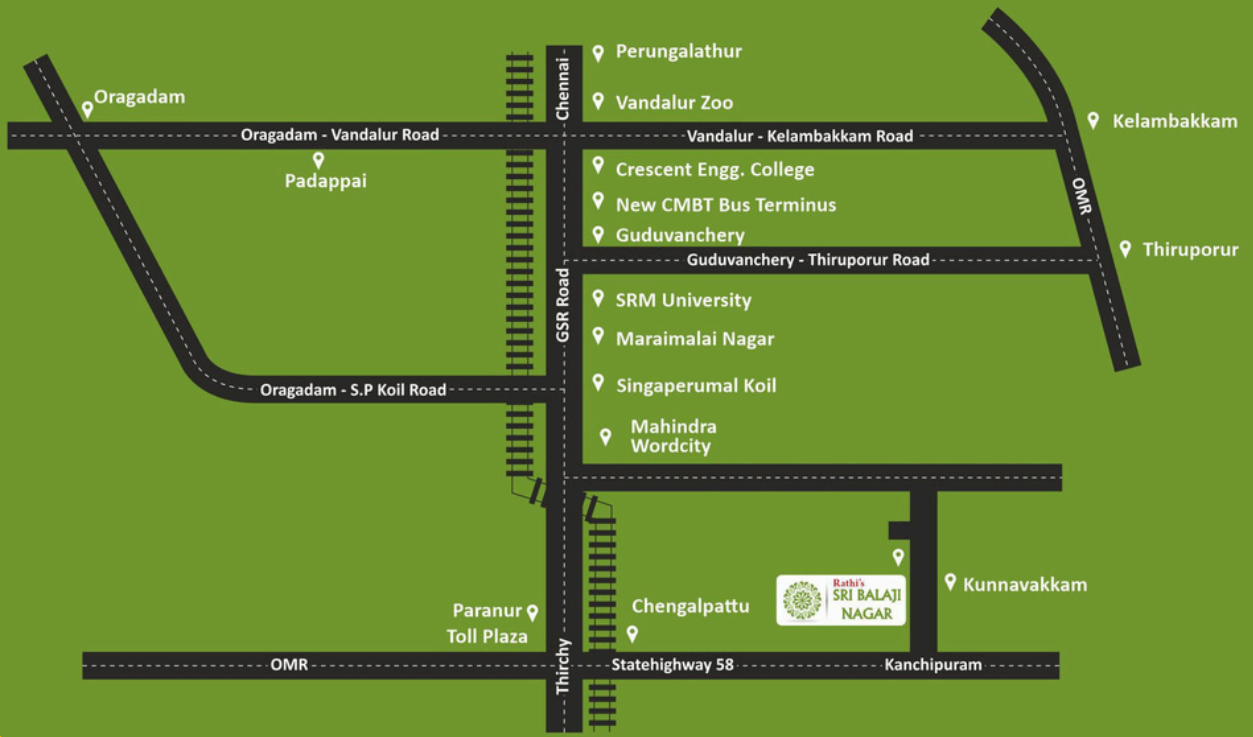 Perungalathur
Oragadam
Chennai
Vandalur Zoo
Kelambakkam
Oragadam - Vandalur Road
Vandalur - Kelambakkam Road
Padappai
Crescent Engg. College
OMR
New CMBT Bus Terminus
Guduvanchery
Thiruporur
Guduvanchery - Thiruporur Road
GSR Road
SRM University
Maraimalai Nagar
Oragadam - S.P Koil Road
Singaperumal Koil
Mahindra
Wordcity
Rathi's
SRI BALAJI
NAGAR
Kunnavakkam
Paranur
Toll Plaza
Chengalpattu
Thirchy
OMR
Statehighway 58
Kanchipuram